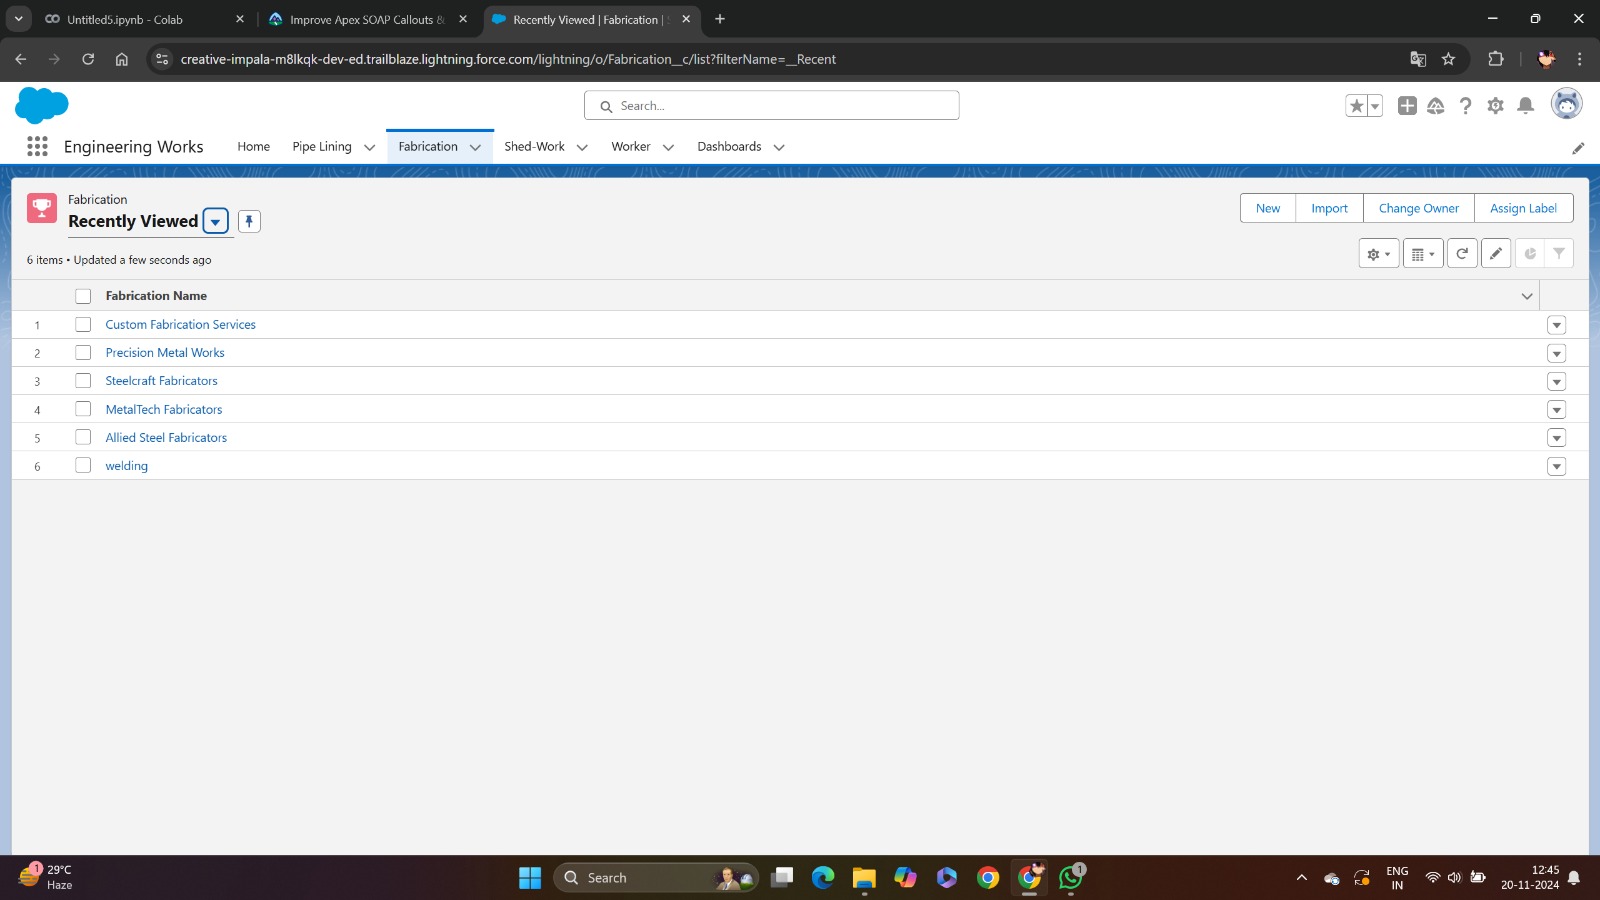 Untitled5.ipynb - Colab
Improve Apex SOAP Callouts &
Recently Viewed | Fabrication |
creative-impala-m8lkqk-dev-ed.trailblaze.lightning.force.com/lightning/o/Fabrication__c/list?filterName=__Recent
Search...
Engineering Works
Home
Pipe Lining
Fabrication
Shed-Work
Worker
Dashboards
Fabrication
Recently Viewed
New
Import
Change Owner
Assign Label
6 items • Updated a few seconds ago
Fabrication Name
1 Custom Fabrication Services
2 Precision Metal Works
3 Steelcraft Fabricators
4 MetalTech Fabricators
5 Allied Steel Fabricators
6 welding
1
29°C
Haze
Search
1
ENG
IN
12:45
20-11-2024